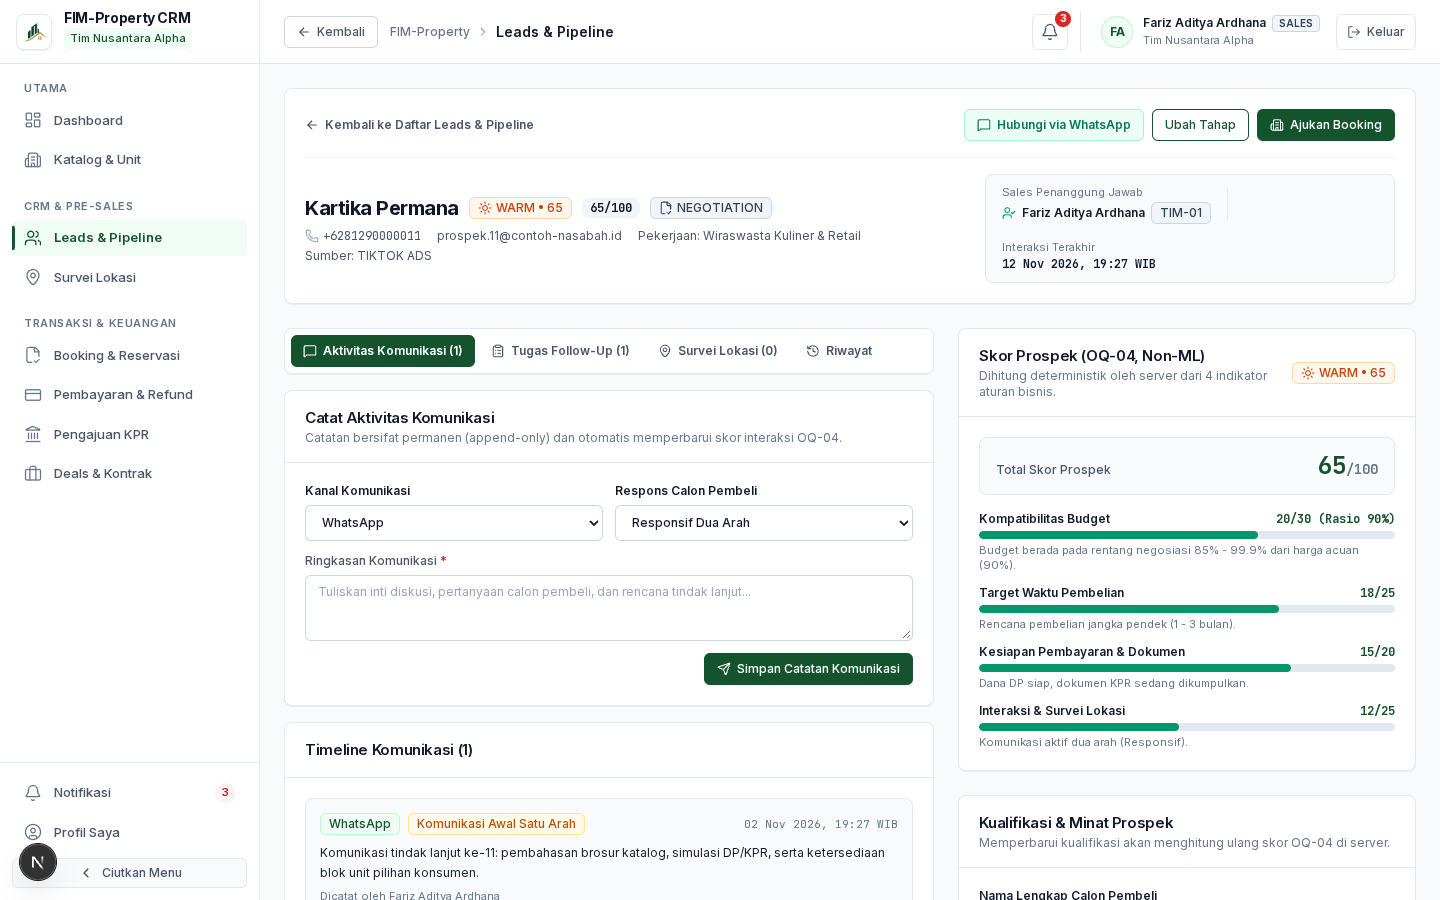 FIM-Property CRM
Tim Nusantara Alpha
UTAMA
Dashboard
Katalog & Unit
CRM & PRE-SALES
Leads & Pipeline
Survei Lokasi
TRANSAKSI & KEUANGAN
Booking & Reservasi
Pembayaran & Refund
Pengajuan KPR
Deals & Kontrak
Notifikasi 3
Profil Saya
N
Ciutkan Menu
Kembali
FIM-Property
Leads & Pipeline
3
FA
Fariz Aditya Ardhana SALES
Tim Nusantara Alpha
Keluar
Kembali ke Daftar Leads & Pipeline
Hubungi via WhatsApp
Ubah Tahap
Ajukan Booking
Kartika Permana WARM • 65 65/100 NEGOTIATION
+6281290000011 prospek.11@contoh-nasabah.id Pekerjaan: Wiraswasta Kuliner & Retail
Sumber: TIKTOK ADS
Sales Penanggung Jawab
Fariz Aditya Ardhana TIM-01
Interaksi Terakhir
12 Nov 2026, 19:27 WIB
Aktivitas Komunikasi (1)
Tugas Follow-Up (1)
Survei Lokasi (0)
Riwayat
Catat Aktivitas Komunikasi
Catatan bersifat permanen (append-only) dan otomatis memperbarui skor interaksi OQ-04.
Kanal Komunikasi
WhatsApp
Respons Calon Pembeli
Responsif Dua Arah
Ringkasan Komunikasi *
Tuliskan inti diskusi, pertanyaan calon pembeli, dan rencana tindak lanjut...
Simpan Catatan Komunikasi
Timeline Komunikasi (1)
WhatsApp Komunikasi Awal Satu Arah 02 Nov 2026, 19:27 WIB
Komunikasi tindak lanjut ke-11: pembahasan brosur katalog, simulasi DP/KPR, serta ketersediaan
blok unit pilihan konsumen.
Dicatat oleh Fariz Aditya Ardhana
Skor Prospek (OQ-04, Non-ML)
Dihitung deterministik oleh server dari 4 indikator
aturan bisnis.
WARM • 65
Total Skor Prospek 65/100
Kompatibilitas Budget 20/30 (Rasio 90%)
Budget berada pada rentang negosiasi 85% - 99.9% dari harga acuan
(90%).
Target Waktu Pembelian 18/25
Rencana pembelian jangka pendek (1 - 3 bulan).
Kesiapan Pembayaran & Dokumen 15/20
Dana DP siap, dokumen KPR sedang dikumpulkan.
Interaksi & Survei Lokasi 12/25
Komunikasi aktif dua arah (Responsif).
Kualifikasi & Minat Prospek
Memperbarui kualifikasi akan menghitung ulang skor OQ-04 di server.
Nama Lengkap Calon Pembeli